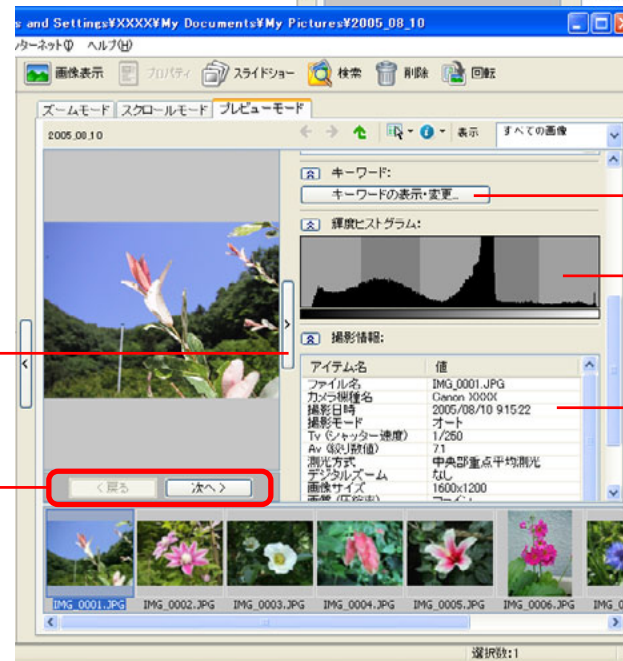 s and Settings¥XXXX¥My Documents¥My Pictures¥2005_08_10
ターネット(I) ヘルプ(H)
画像表示 プロパティ スライドショー 検索 削除 回転
ズームモード スクロールモード プレビューモード
2005_08_10 表示 すべての画像
キーワード:
キーワードの表示・変更...
輝度ヒストグラム:
撮影情報:
アイテム名 値
ファイル名 IMG_0001.JPG
カメラ機種名 Canon XXXX
撮影日時 2005/08/10 9:15:22
撮影モード オート
Tv (シャッター速度) 1/250
Av (絞り数値) 7.1
測光方式 中央部重点平均測光
デジタルズーム なし
画像サイズ 1600x1200
画質 (圧縮率) ファイン
< 戻る 次へ >
IMG_0001.JPG IMG_0002.JPG IMG_0003.JPG IMG_0004.JPG IMG_0005.JPG IMG_0006.JPG IMG_0
選択数:1